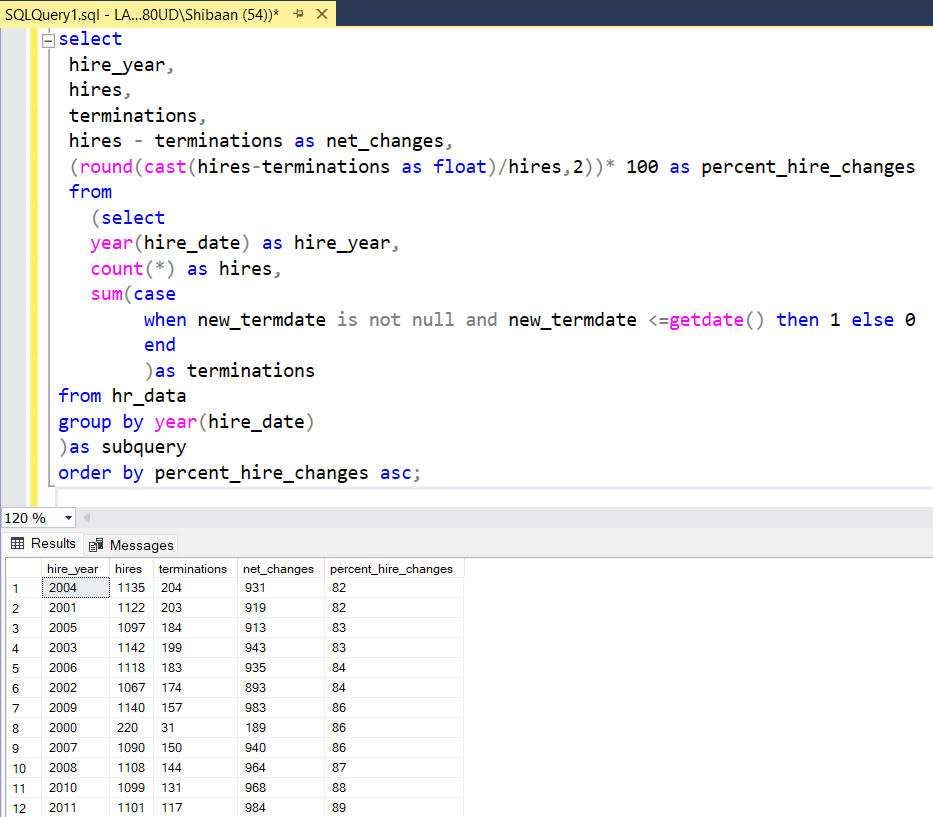 SQLQuery1.sql - LA...80UD\Shibaan (54))*
select
hire_year,
hires,
terminations,
hires - terminations as net_changes,
(round(cast(hires-terminations as float)/hires,2))* 100 as percent_hire_changes
from
(select
year(hire_date) as hire_year,
count(*) as hires,
sum(case
when new_termdate is not null and new_termdate <=getdate() then 1 else 0
end
)as terminations
from hr_data
group by year(hire_date)
)as subquery
order by percent_hire_changes asc;
120 %
Results Messages
hire_year hires terminations net_changes percent_hire_changes
1 2004 1135 204 931 82
2 2001 1122 203 919 82
3 2005 1097 184 913 83
4 2003 1142 199 943 83
5 2006 1118 183 935 84
6 2002 1067 174 893 84
7 2009 1140 157 983 86
8 2000 220 31 189 86
9 2007 1090 150 940 86
10 2008 1108 144 964 87
11 2010 1099 131 968 88
12 2011 1101 117 984 89